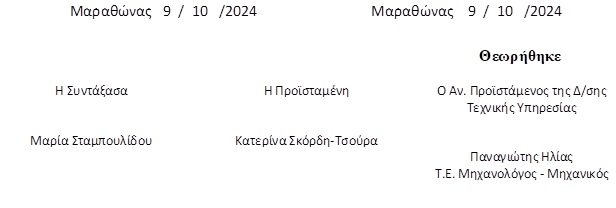 Μαραθώνας 9 / 10 /2024 Μαραθώνας 9 / 10 /2024
Θεωρήθηκε
Η Συντάξασα Η Προϊσταμένη Ο Αν. Προϊστάμενος της Δ/σης
Τεχνικής Υπηρεσίας
Μαρία Σταμπουλίδου Κατερίνα Σκόρδη-Τσούρα
Παναγιώτης Ηλίας
Τ.Ε. Μηχανολόγος - Μηχανικός